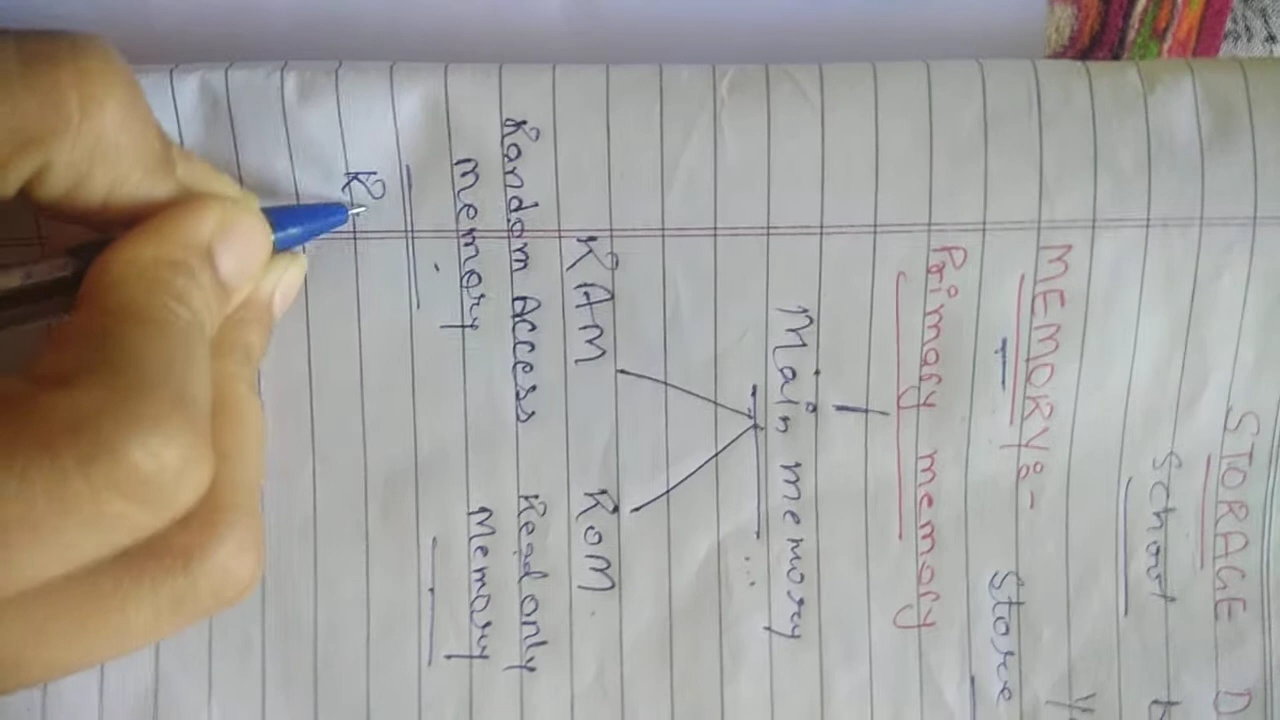 STORAGE D
School b
MEMORY:- Store
Primary memory
Main memory ...
RAM ROM.
Random Access Read only
Memory Memory
R